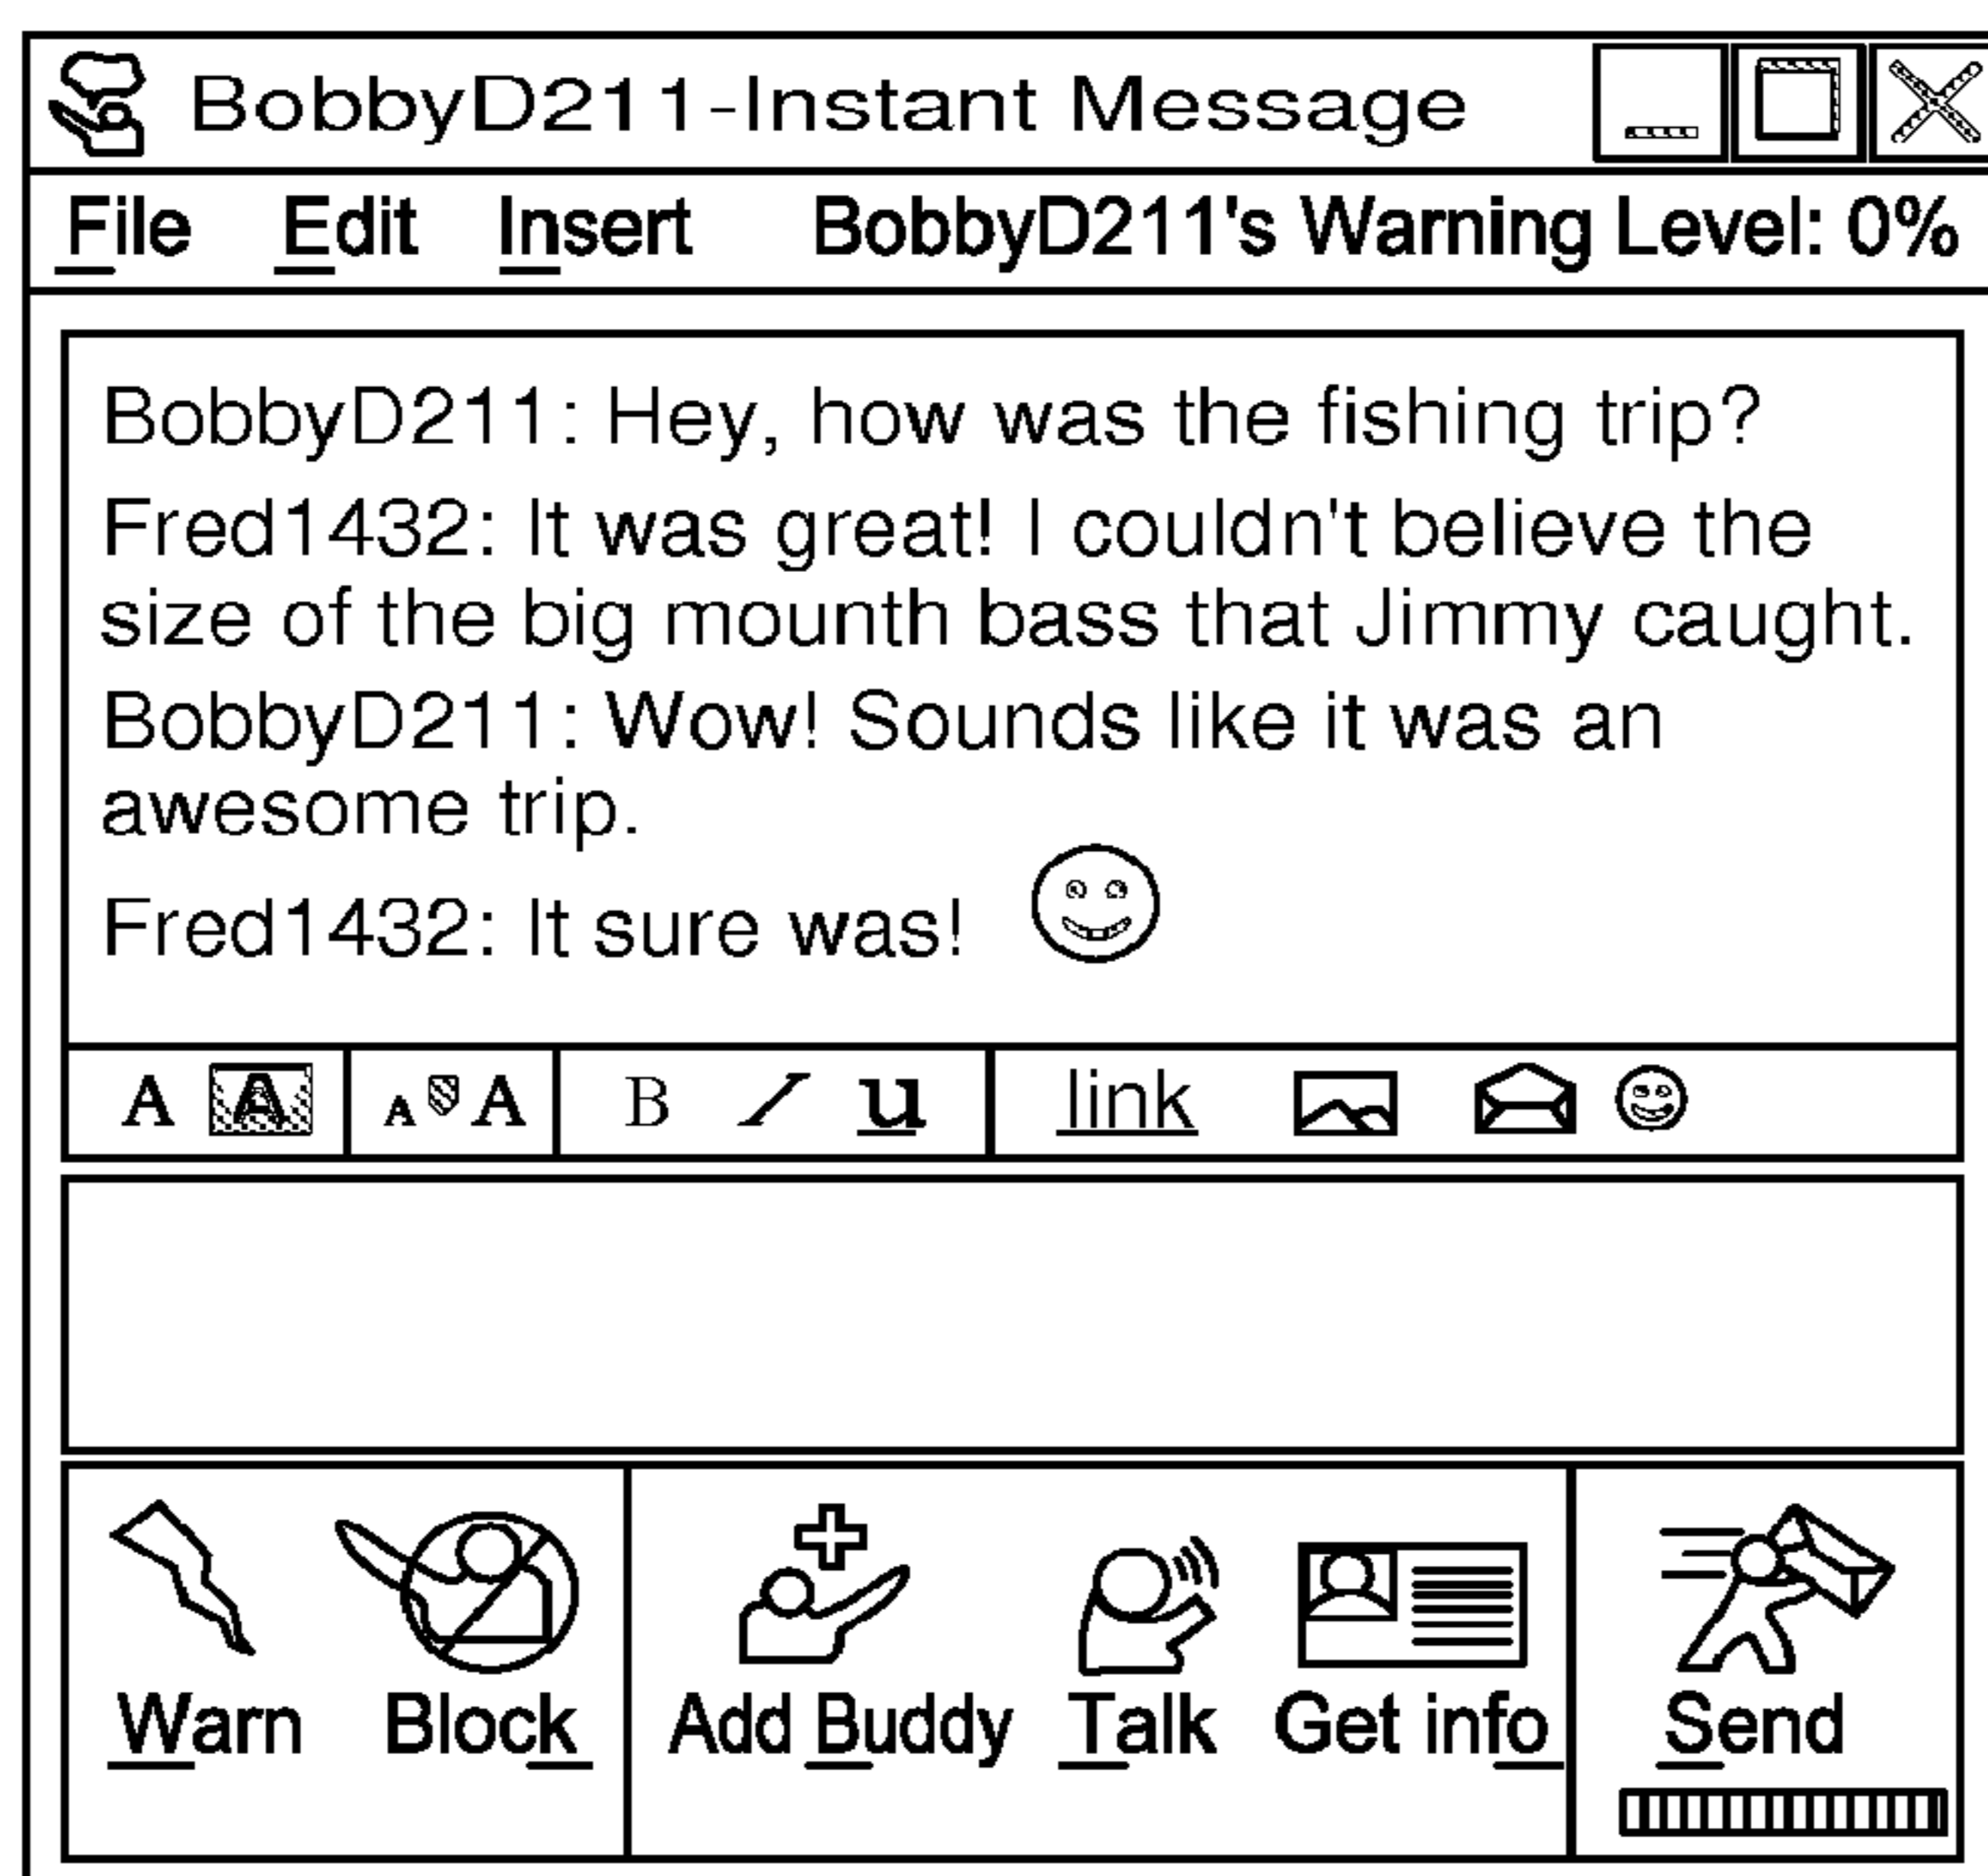 BobbyD211-Instant Message
File Edit Insert BobbyD211's Warning Level: 0%
BobbyD211: Hey, how was the fishing trip?
Fred1432: It was great! I couldn't believe the
size of the big mounth bass that Jimmy caught.
BobbyD211: Wow! Sounds like it was an
awesome trip.
Fred1432: It sure was!
A A A A B I u link
Warn Block Add Buddy Talk Get info Send